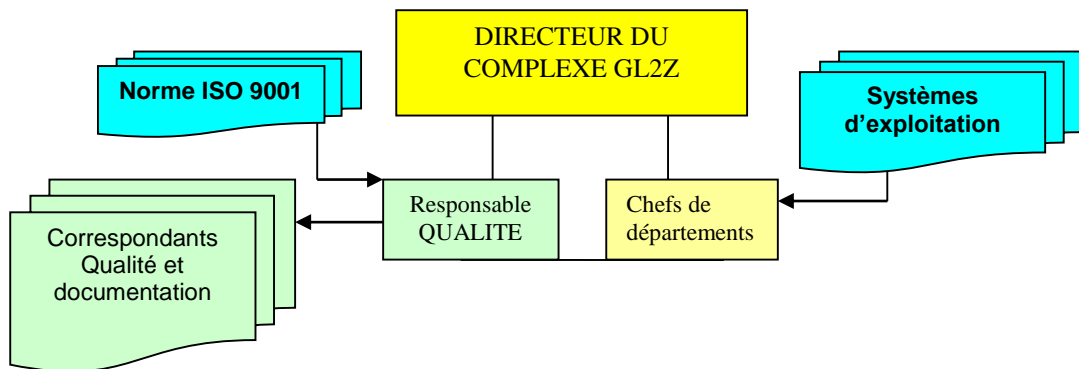 DIRECTEUR DU
COMPLEXE GL2Z
Norme ISO 9001
Systèmes
d'exploitation
Responsable
QUALITE
Chefs de
départements
Correspondants
Qualité et
documentation